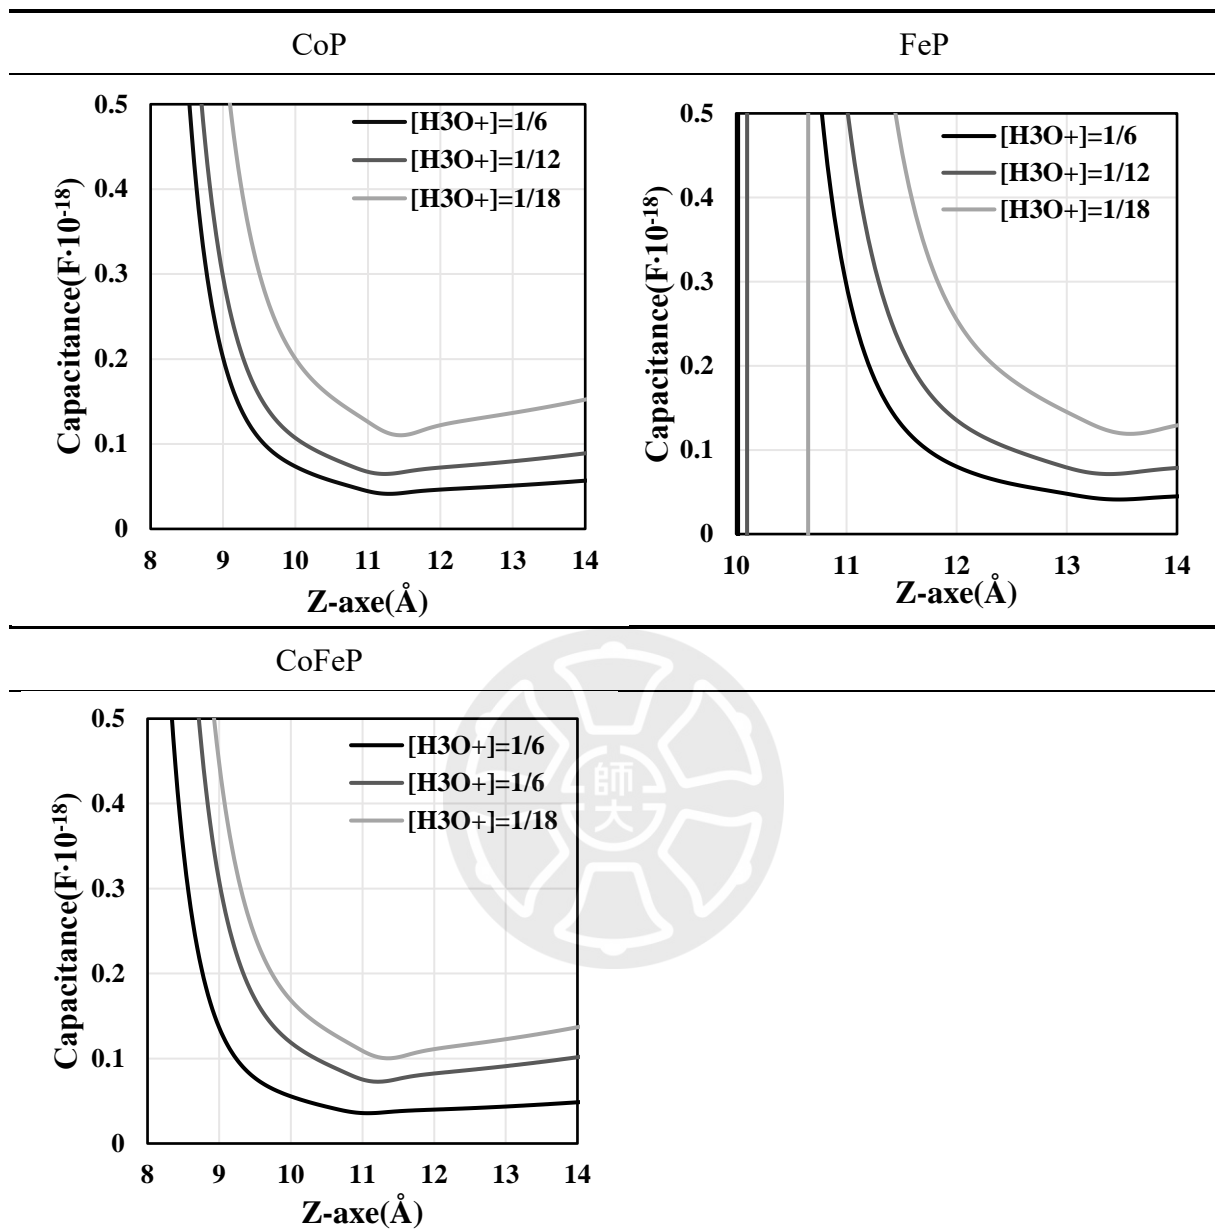 CoP
FeP
0.5
0.4
0.3
0.2
0.1
0
Capacitance(F·10⁻¹⁸)
[H3O+]=1/6
[H3O+]=1/12
[H3O+]=1/18
8 9 10 11 12 13 14
Z-axe(Å)
0.5
0.4
0.3
0.2
0.1
0
Capacitance(F·10⁻¹⁸)
[H3O+]=1/6
[H3O+]=1/12
[H3O+]=1/18
10 11 12 13 14
Z-axe(Å)
CoFeP
0.5
0.4
0.3
0.2
0.1
0
Capacitance(F·10⁻¹⁸)
[H3O+]=1/6
[H3O+]=1/6
[H3O+]=1/18
8 9 10 11 12 13 14
Z-axe(Å)
師大